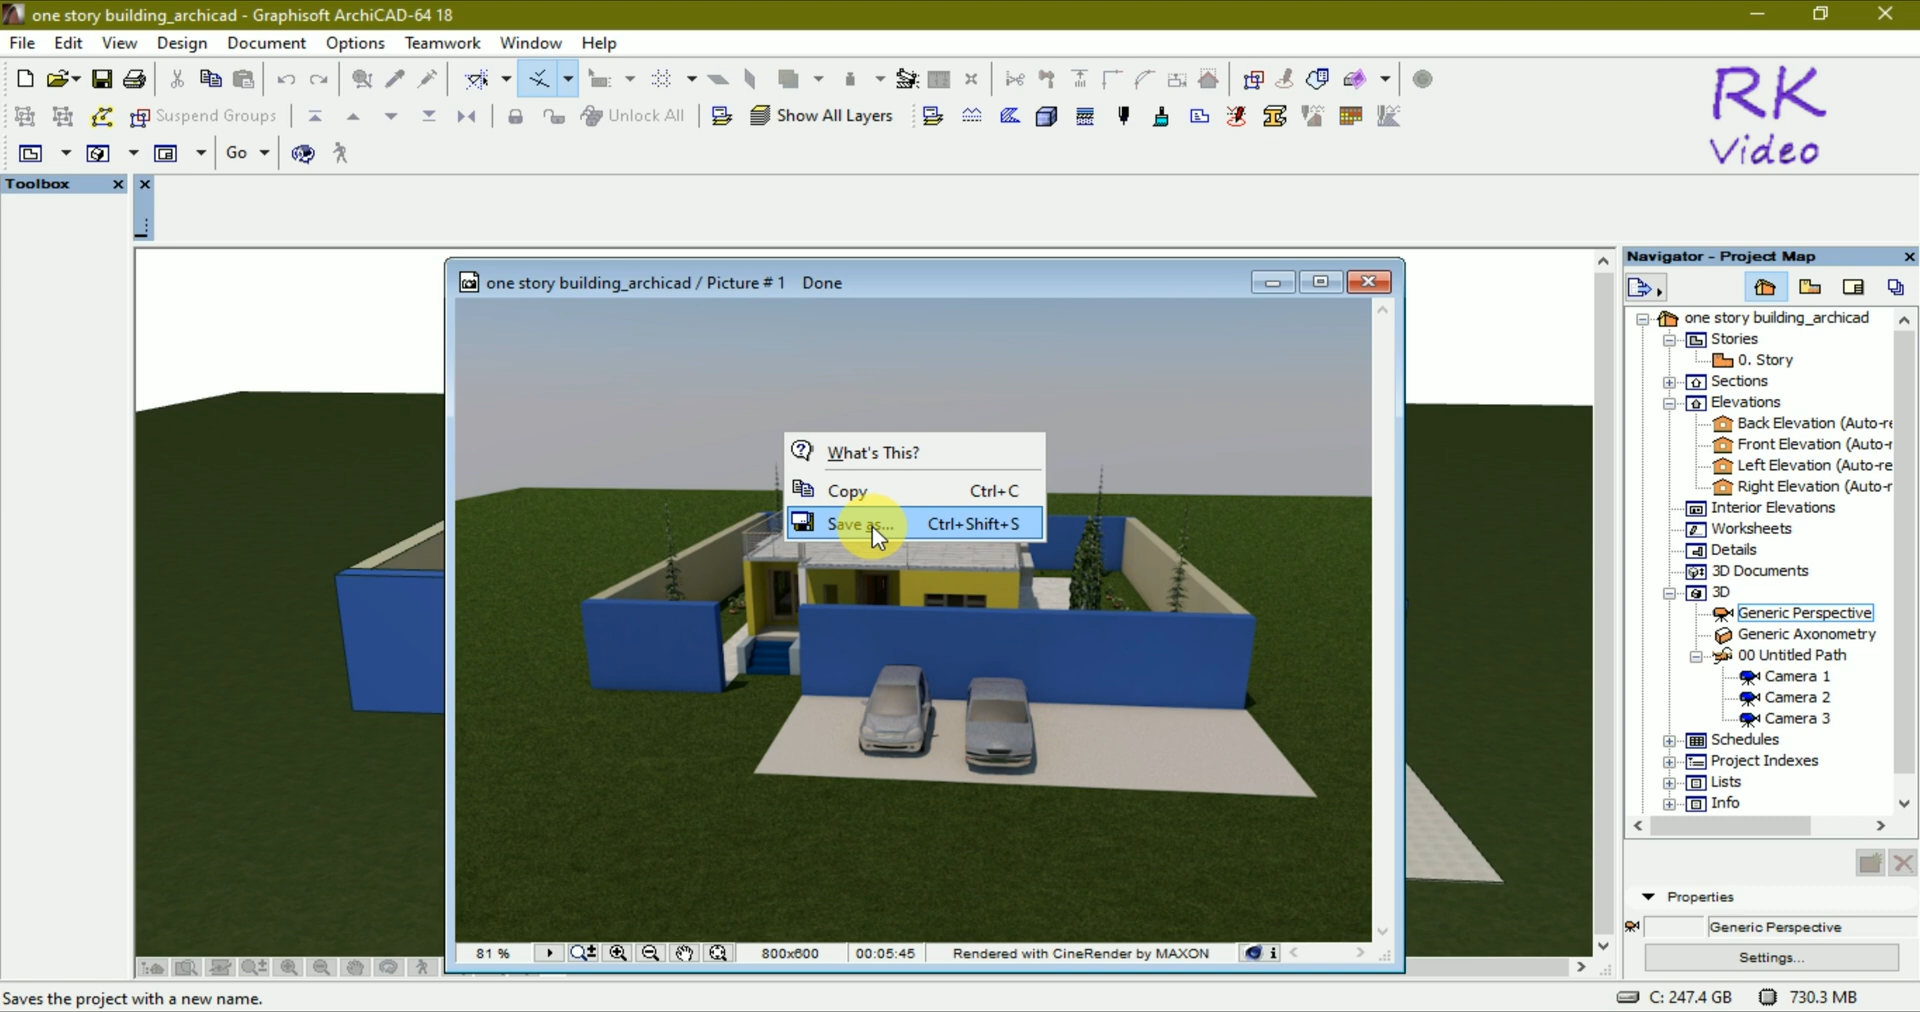 one story building_archicad - Graphisoft ArchiCAD-64 18
File Edit View Design Document Options Teamwork Window Help
Suspend Groups
Unlock All
Show All Layers
Go
RK
Video
Toolbox
one story building_archicad / Picture # 1 Done
What's This?
Copy Ctrl+C
Save as... Ctrl+Shift+S
81 %
800x600
00:05:45
Rendered with CineRender by MAXON
Navigator - Project Map
one story building_archicad
Stories
0. Story
Sections
Elevations
Back Elevation (Auto-re
Front Elevation (Auto-r
Left Elevation (Auto-re
Right Elevation (Auto-r
Interior Elevations
Worksheets
Details
3D Documents
3D
Generic Perspective
Generic Axonometry
00 Untitled Path
Camera 1
Camera 2
Camera 3
Schedules
Project Indexes
Lists
Info
Properties
Generic Perspective
Settings...
Saves the project with a new name.
C: 247.4 GB
730.3 MB